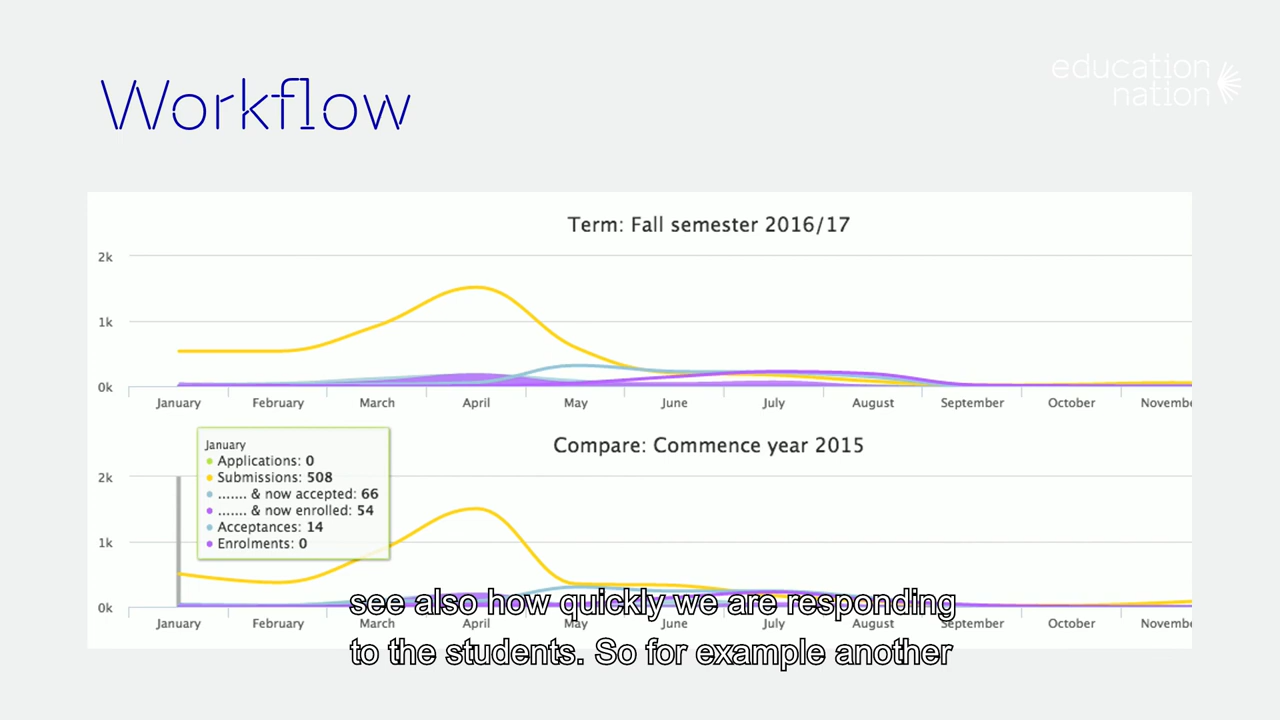 education
nation
Workflow
Term: Fall semester 2016/17
2k
1k
0k
January February March April May June July August September October Novembe
Compare: Commence year 2015
January
Applications: 0
Submissions: 508
....... & now accepted: 66
....... & now enrolled: 54
Acceptances: 14
Enrolments: 0
2k
1k
0k
January February March April May June July August September October Novembe
see also how quickly we are responding
to the students. So for example another